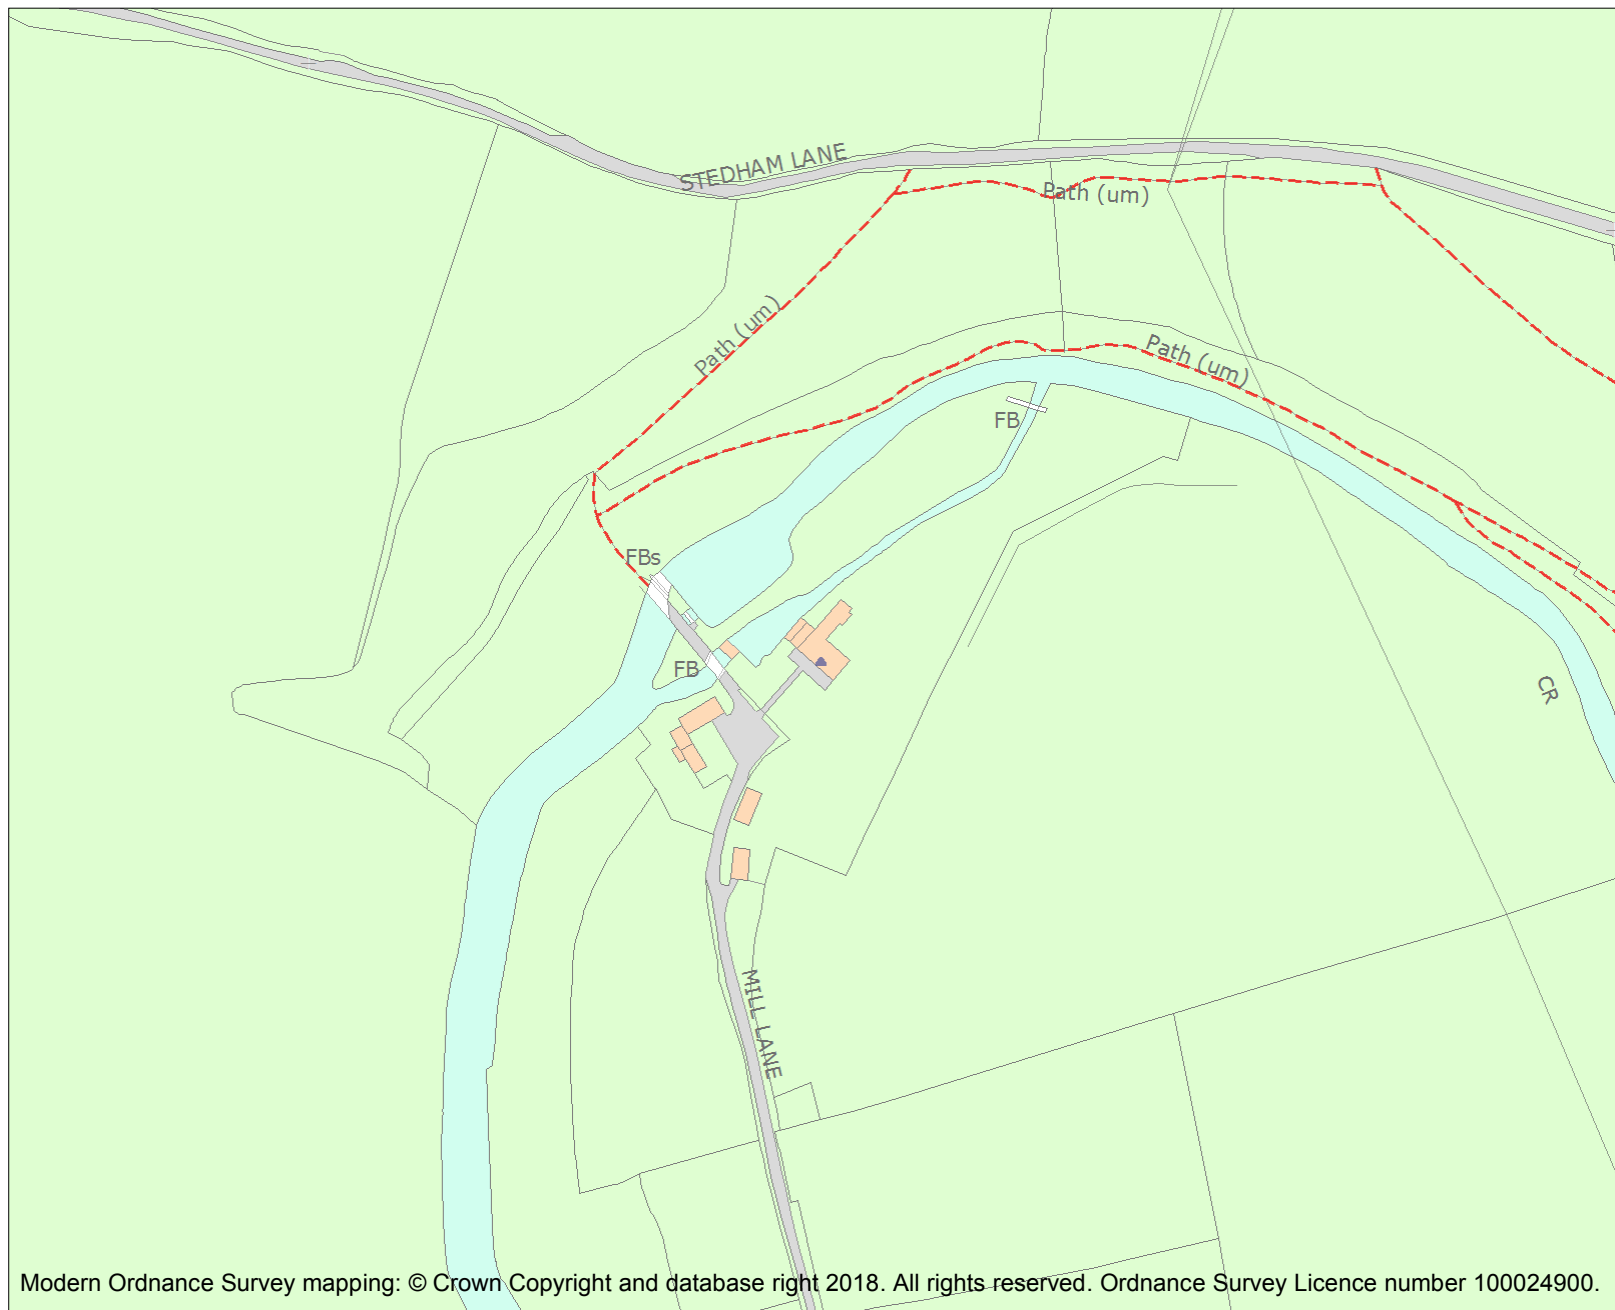 STEDHAM LANE
Path (um)
Path (um)
Path (um)
FB
FBs
FB
CR
MILL LANE
Modern Ordnance Survey mapping: © Crown Copyright and database right 2018. All rights reserved. Ordnance Survey Licence number 100024900.